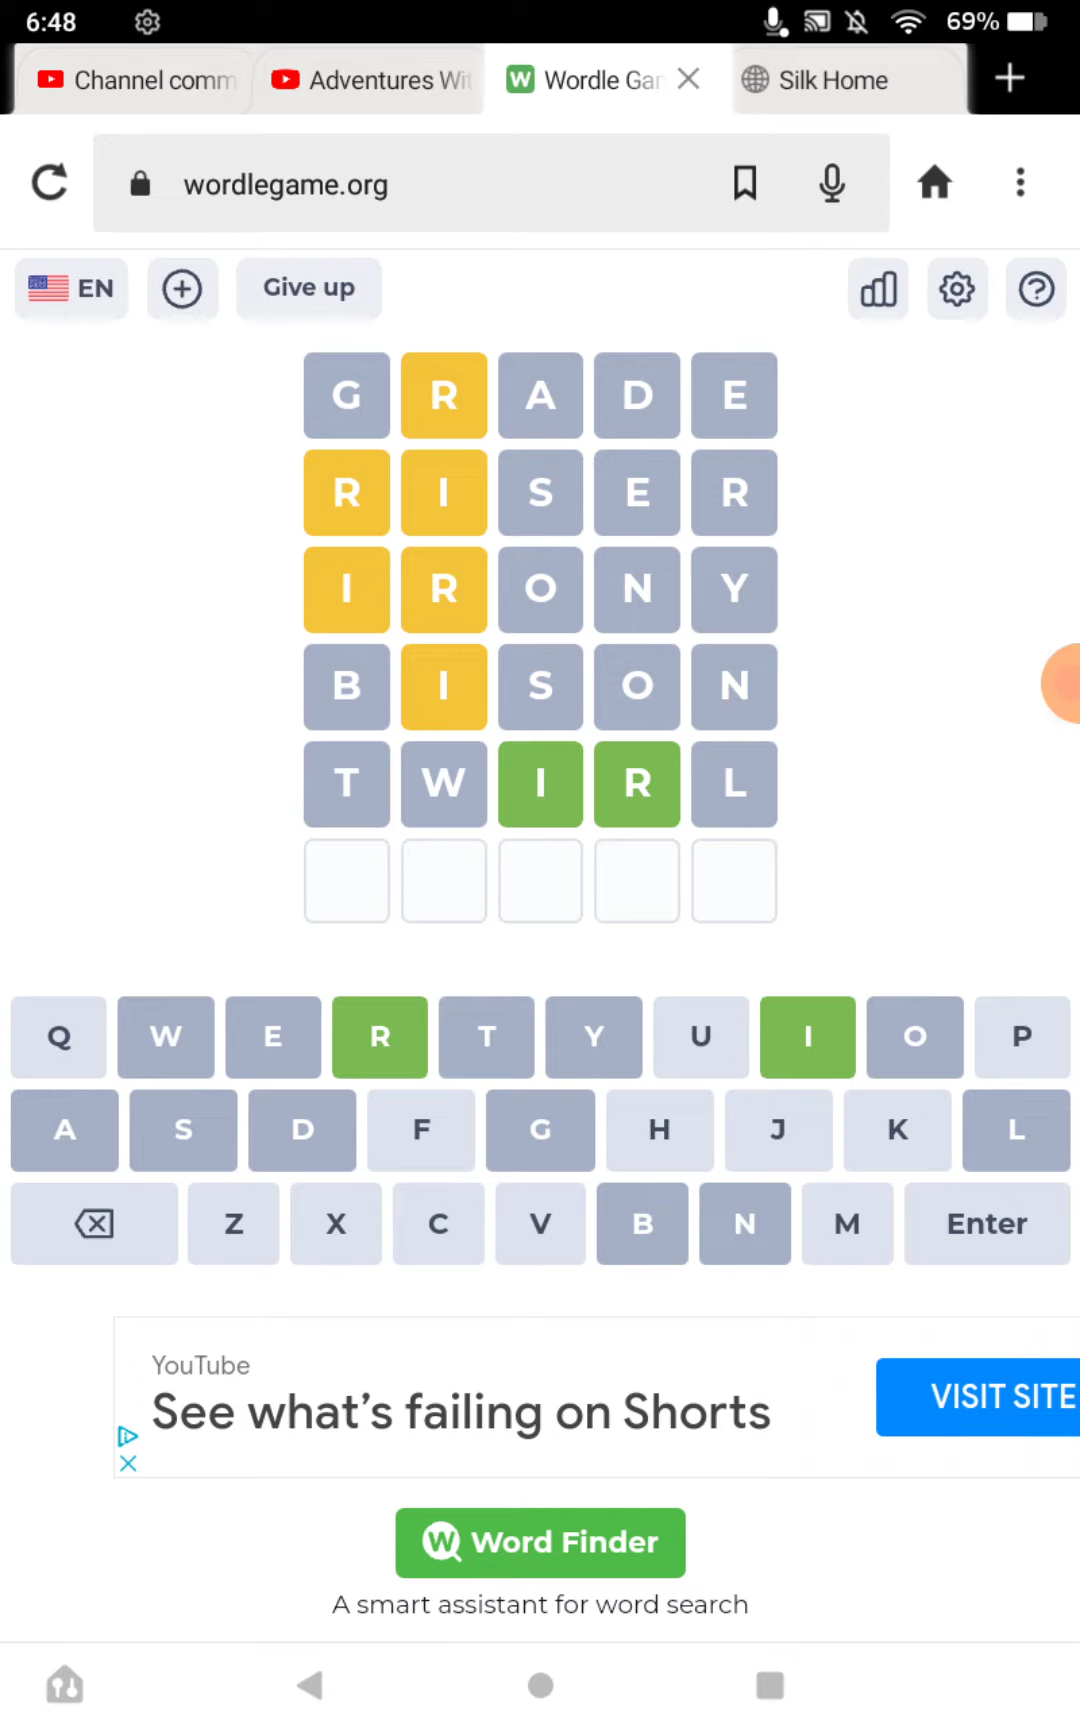 6:48 69%
Channel comm Adventures Wit Wordle Gar Silk Home
wordlegame.org
EN Give up
G R A D E
R I S E R
I R O N Y
B I S O N
T W I R L
Q W E R T Y U I O P
A S D F G H J K L
Z X C V B N M Enter
YouTube
See what's failing on Shorts
VISIT SITE
W Word Finder
A smart assistant for word search